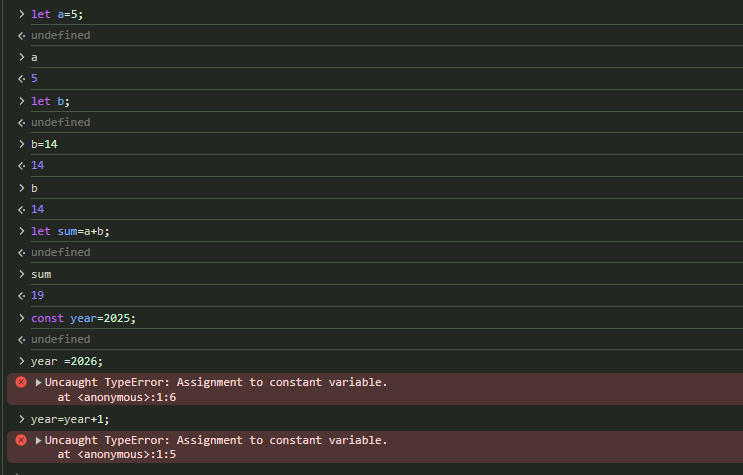 > let a=5;
< undefined
> a
< 5
> let b;
< undefined
> b=14
< 14
> b
< 14
> let sum=a+b;
< undefined
> sum
< 19
> const year=2025;
< undefined
> year =2026;
▶Uncaught TypeError: Assignment to constant variable.
at <anonymous>:1:6
> year=year+1;
▶Uncaught TypeError: Assignment to constant variable.
at <anonymous>:1:5